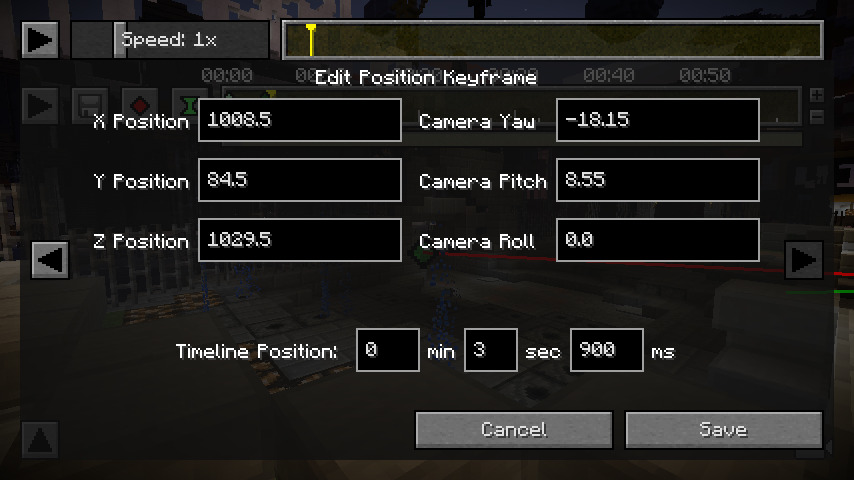 Speed: 1x
00:00 00:40 00:50
Edit Position Keyframe
X Position 1008.5 Camera Yaw -18.15
Y Position 84.5 Camera Pitch 8.55
Z Position 1029.5 Camera Roll 0.0
Timeline Position: 0 min 3 sec 900 ms
Cancel Save